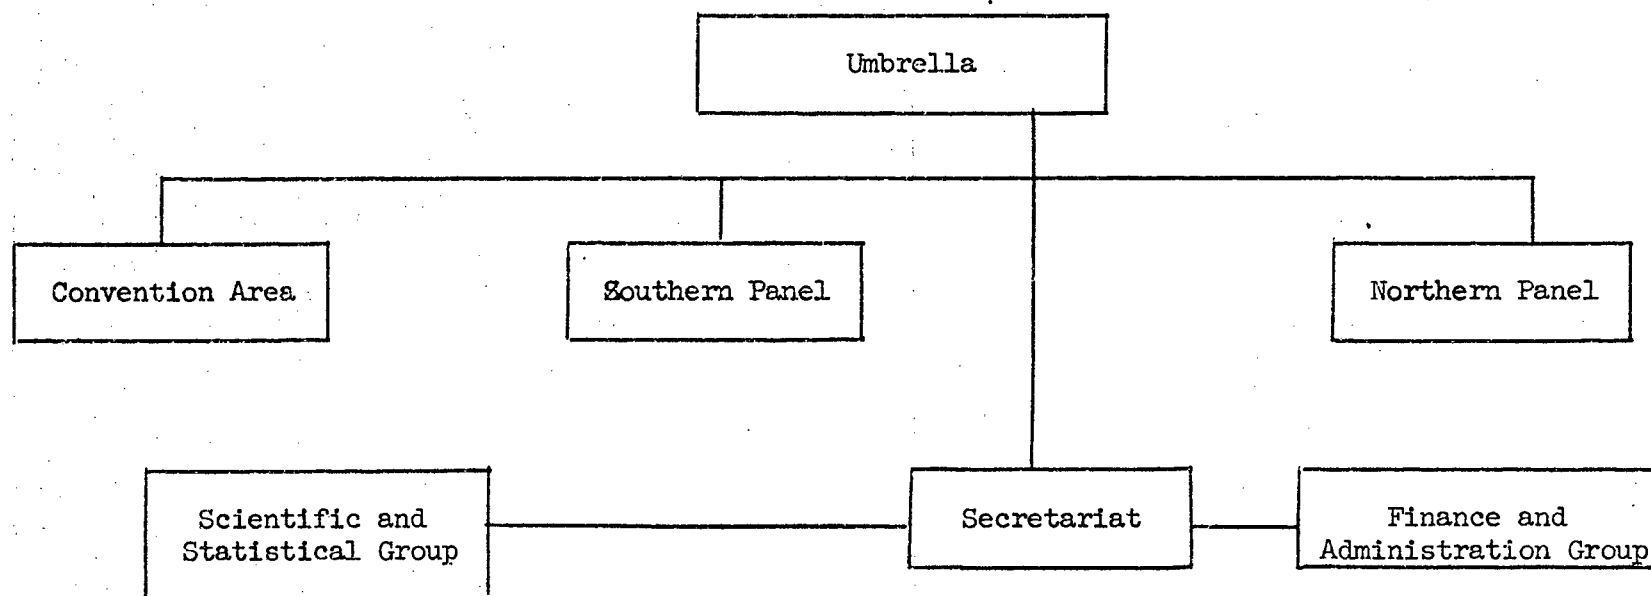 Umbrella
Convention Area
Southern Panel
Northern Panel
Scientific and
Statistical Group
Secretariat
Finance and
Administration Group